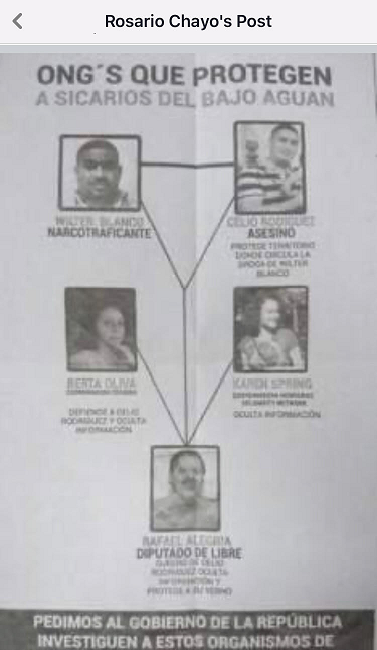 Rosario Chayo's Post
ONG´S QUE PROTEGEN
A SICARIOS DEL BAJO AGUAN
WILTER BLANCO
NARCOTRAFICANTE
CELIO RODRIGUEZ
ASESINO
PROTEGE TERRITORIO
DONDE CIRCULA LA
DROGA DE WILTER
BLANCO
BERTA OLIVA
DEFIENDE A CELIO
RODRIGUEZ Y OCULTA
INFORMACIÓN
KAREN SPRING
COORDINADORA HONDURAS
SOLIDARITY NETWORK
OCULTA INFORMACIÓN
RAFAEL ALEGRIA
DIPUTADO DE LIBRE
SUEGRO DE CELIO
RODRIGUEZ OCULTA
INFORMACIÓN Y
PROTEGE A SU YERNO
PEDIMOS AL GOBIERNO DE LA REPÚBLICA
INVESTIGUEN A ESTOS ORGANISMOS DE